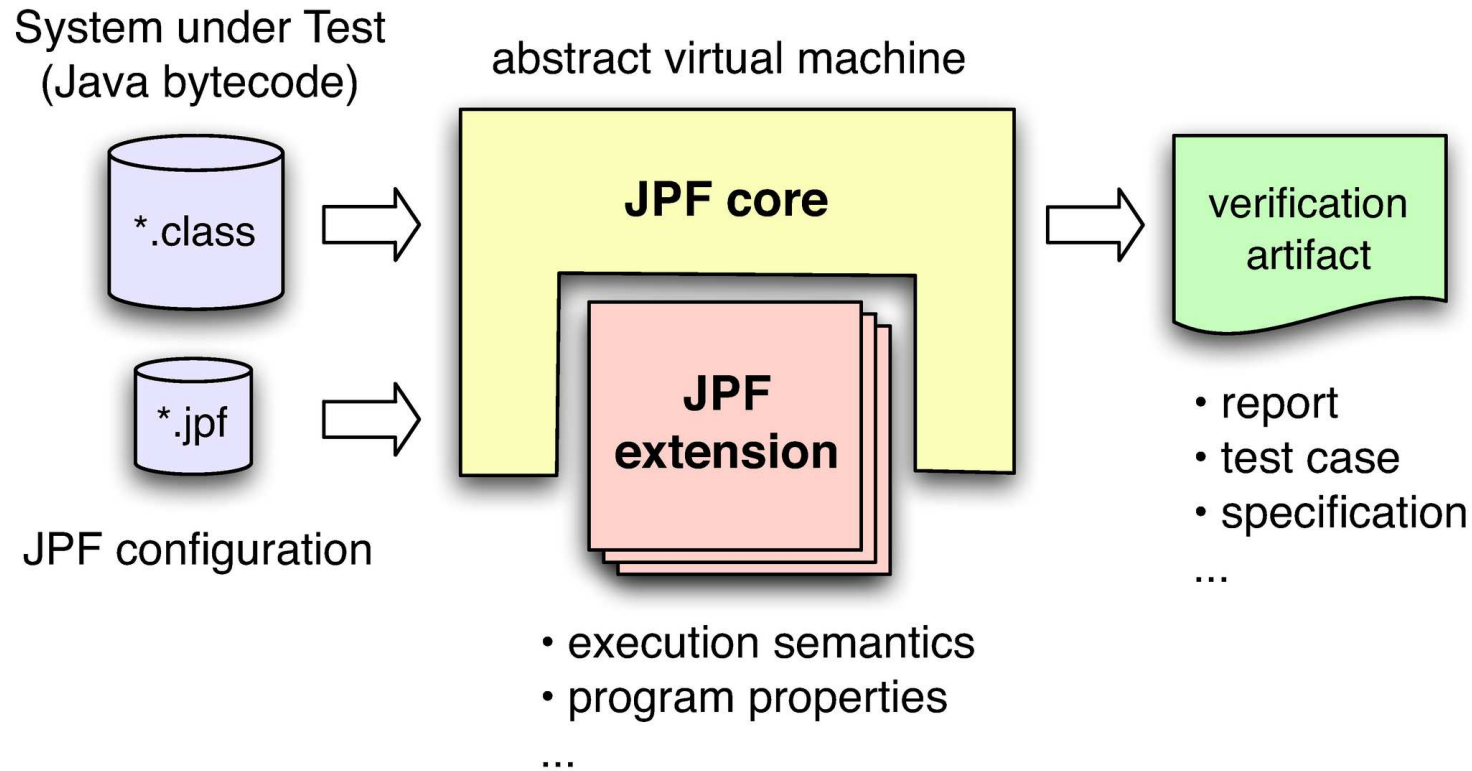 System under Test
(Java bytecode)
*.class
*.jpf
JPF configuration
abstract virtual machine
JPF core
JPF
extension
• execution semantics
• program properties
...
verification
artifact
• report
• test case
• specification
...